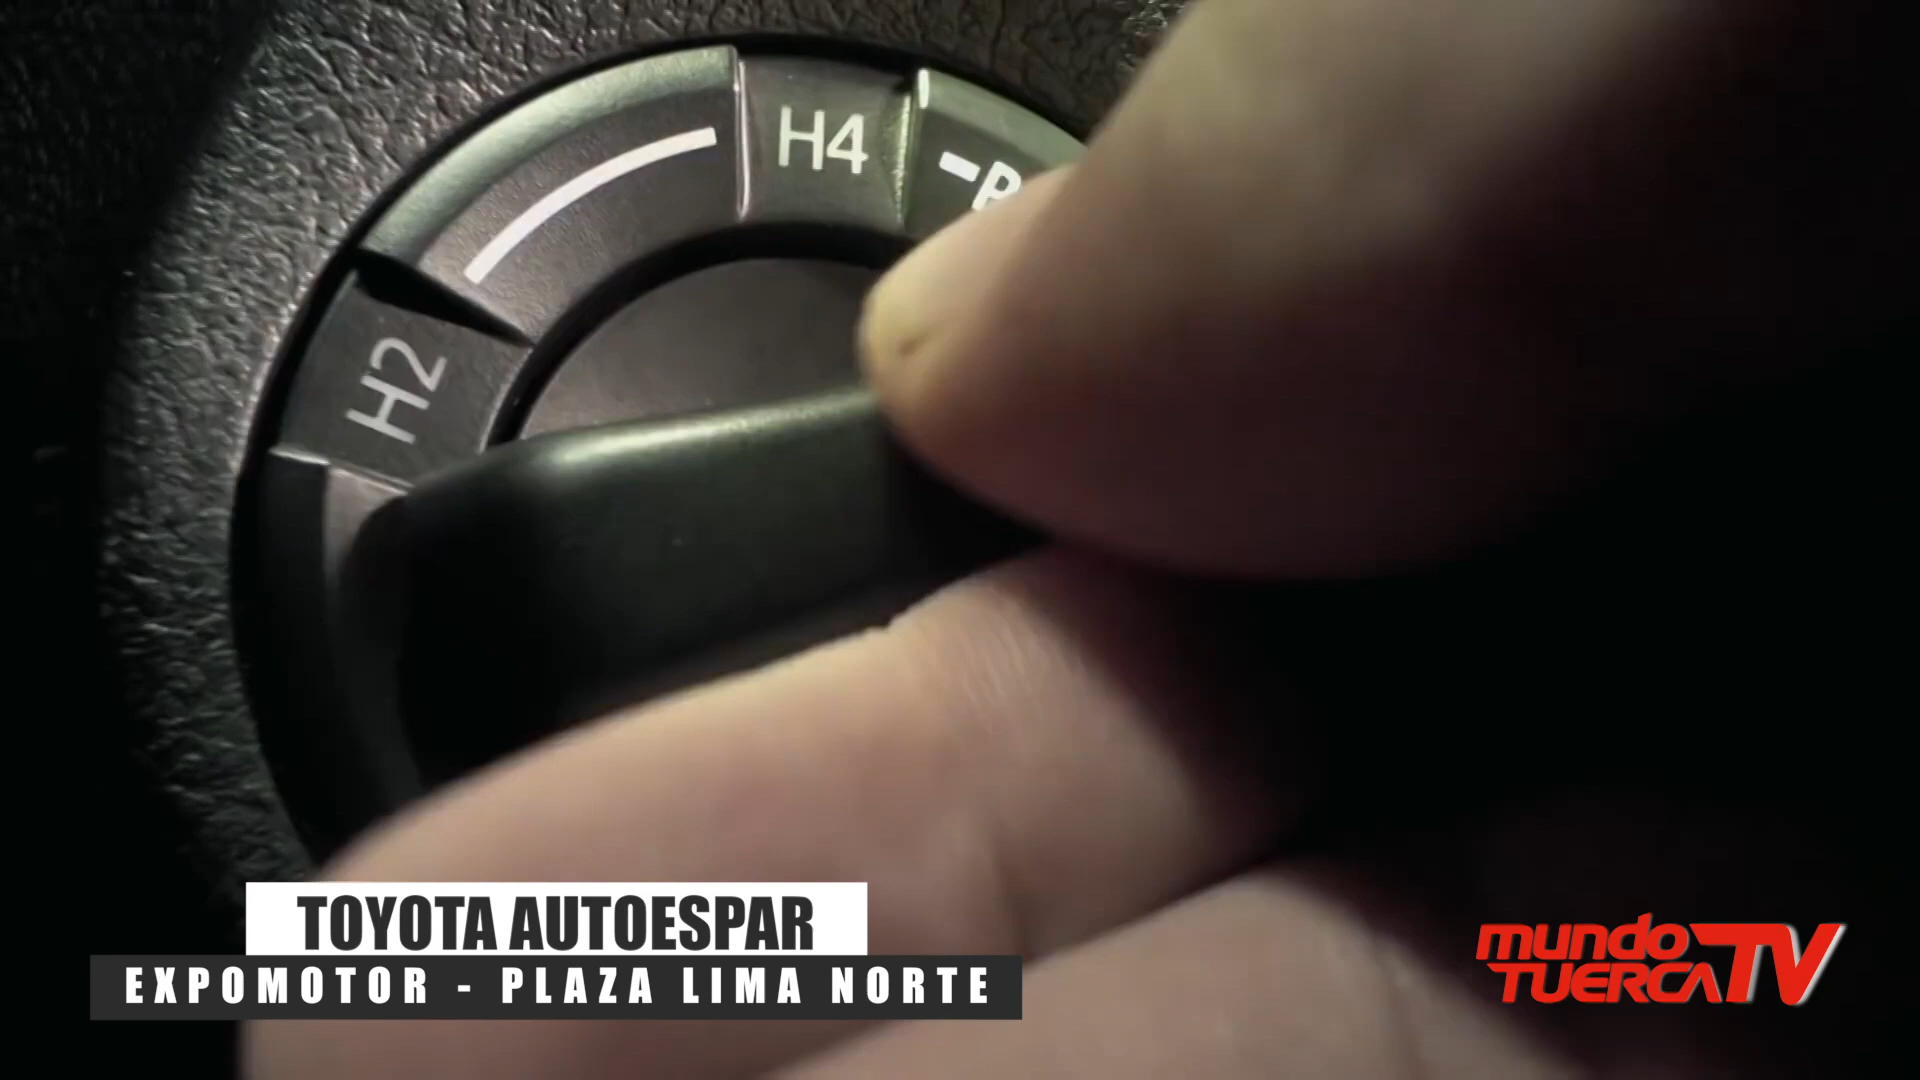 H4
H2
TOYOTA AUTOESPAR
EXPOMOTOR - PLAZA LIMA NORTE
mundo
TUERCA TV